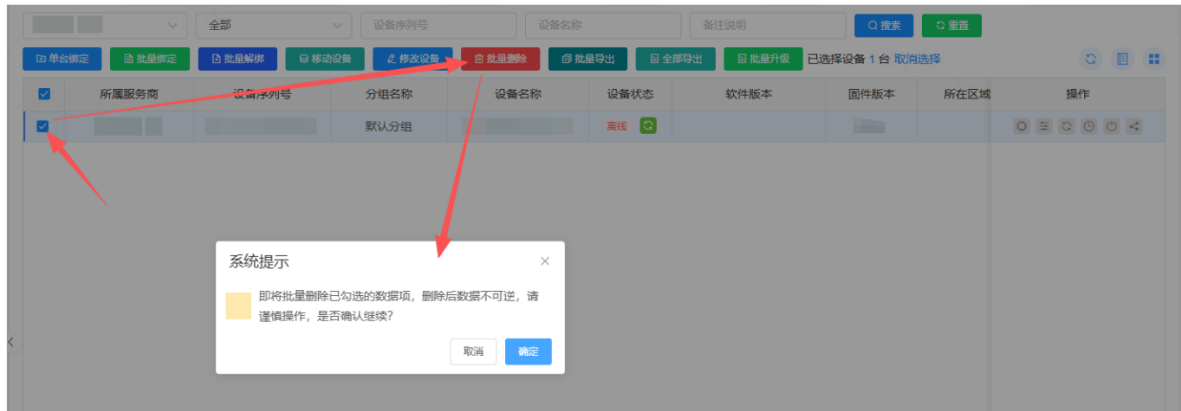 全部 设备序列号 设备名称 备注说明 搜索 重置
单台绑定 批量绑定 批量解绑 移动设备 修改设备 批量删除 批量导出 全部导出 批量升级 已选择设备 1 台 取消选择
所属服务商 设备序列号 分组名称 设备名称 设备状态 软件版本 固件版本 所在区域 操作
默认分组 离线
系统提示
即将批量删除已勾选的数据项，删除后数据不可逆，请
谨慎操作，是否确认继续？
取消 确定